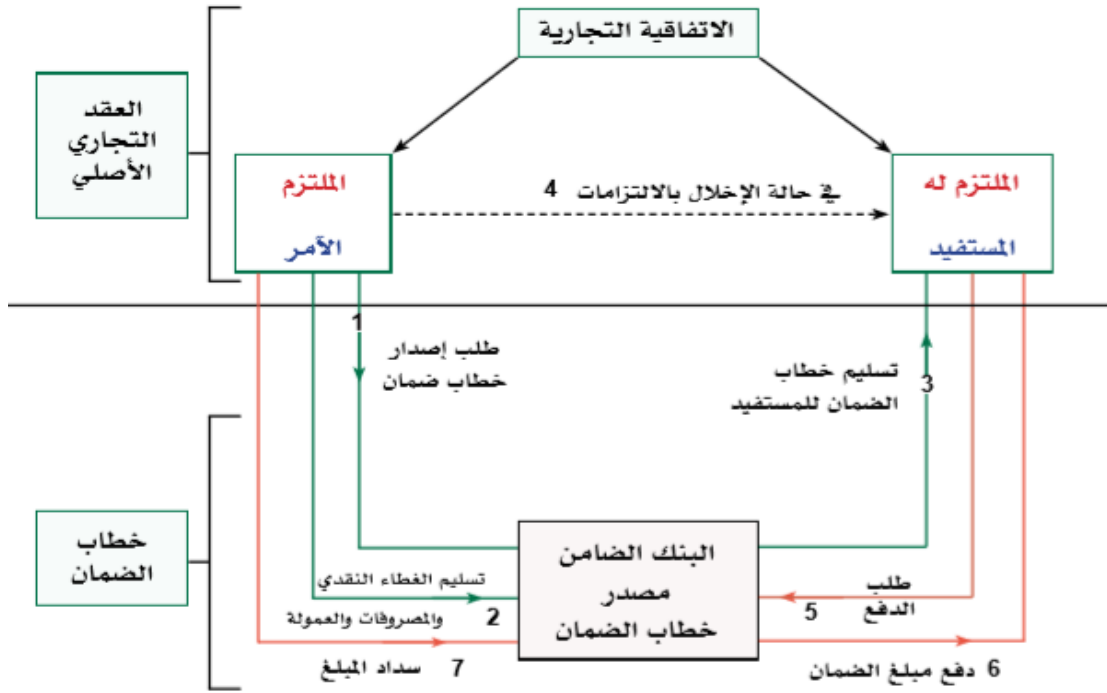 الاتفاقية التجارية
العقد
التجاري
الأصلي
الملتزم
الآمر
الملتزم له
المستفيد
في حالة الإخلال بالالتزامات 4
1
طلب إصدار
خطاب ضمان
تسليم خطاب
الضمان للمستفيد
3
خطاب
الضمان
البنك الضامن
مصدر
خطاب الضمان
تسليم الغطاء النقدي
والمصروفات والعمولة
2
سداد المبلغ 7
طلب
الدفع
5
6 دفع مبلغ الضمان